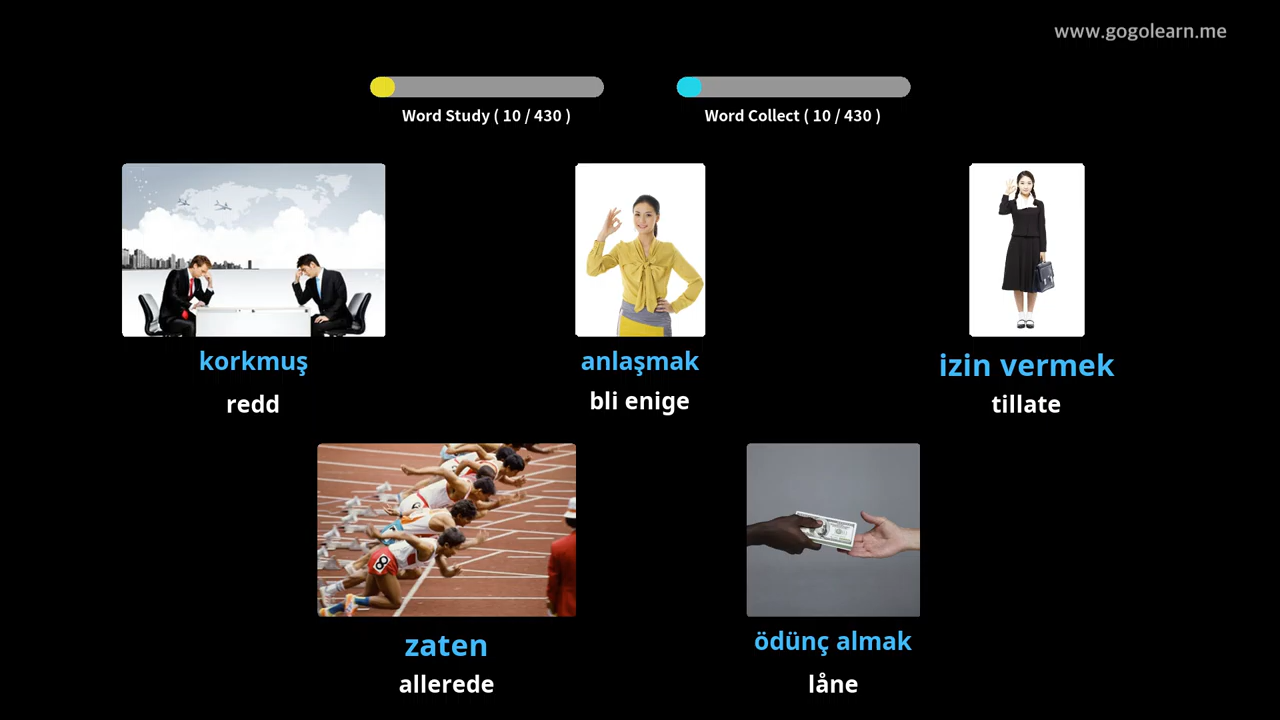 www.gogolearn.me
Word Study ( 10 / 430 )
Word Collect ( 10 / 430 )
korkmuş
redd
anlaşmak
bli enige
izin vermek
tillate
zaten
allerede
ödünç almak
låne